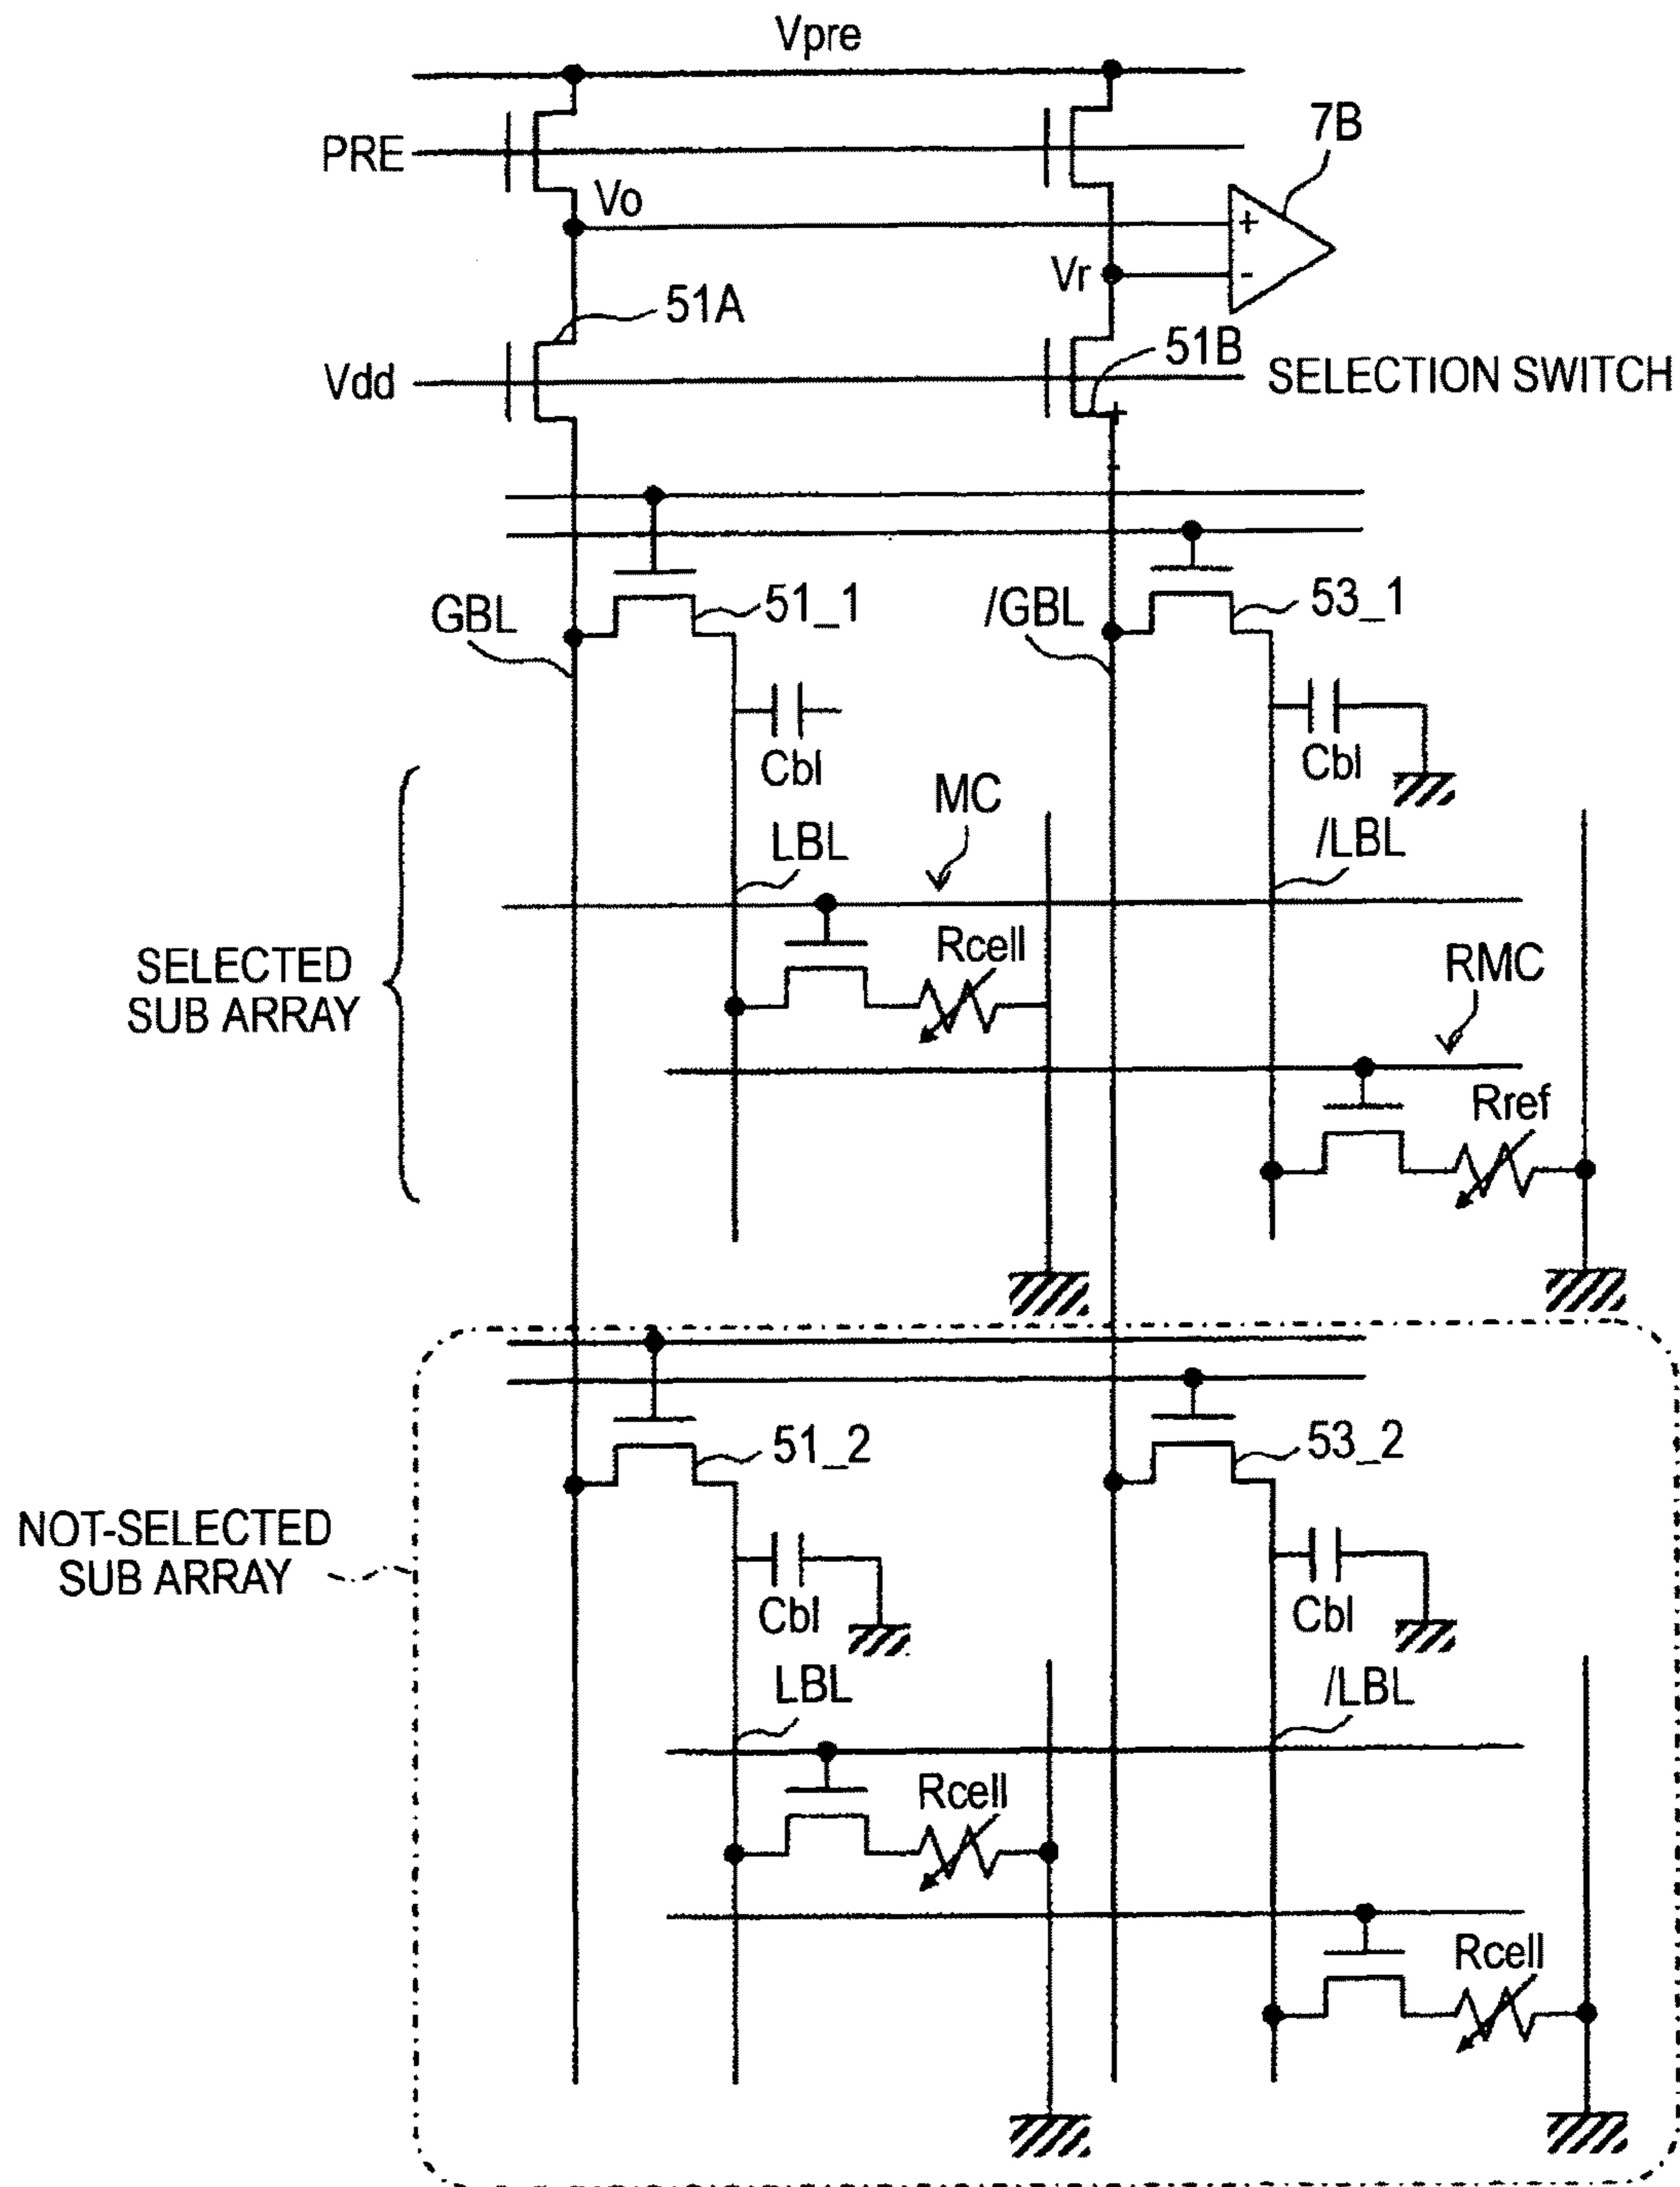 Vpre
PRE
7B
Vo
+
Vr
-
51A
51B
Vdd
SELECTION SWITCH
GBL
51_1
/GBL
53_1
Cbl
Cbl
MC
LBL
/LBL
SELECTED
SUB ARRAY
Rcell
RMC
Rref
51_2
53_2
NOT-SELECTED
SUB ARRAY
Cbl
Cbl
LBL
/LBL
Rcell
Rcell